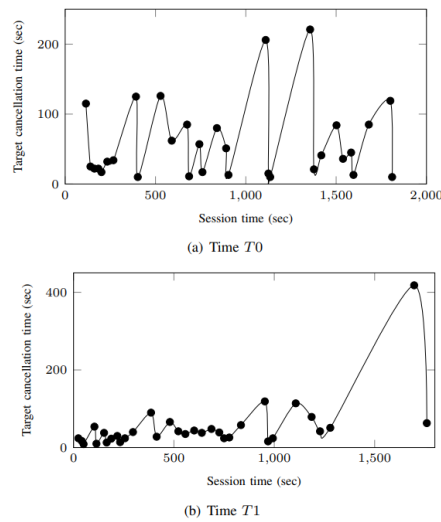 Target cancellation time (sec)
200
100
0
0
500
1,000
1,500
2,000
Session time (sec)
(a) Time T0
Target cancellation time (sec)
400
200
0
0
500
1,000
1,500
Session time (sec)
(b) Time T1